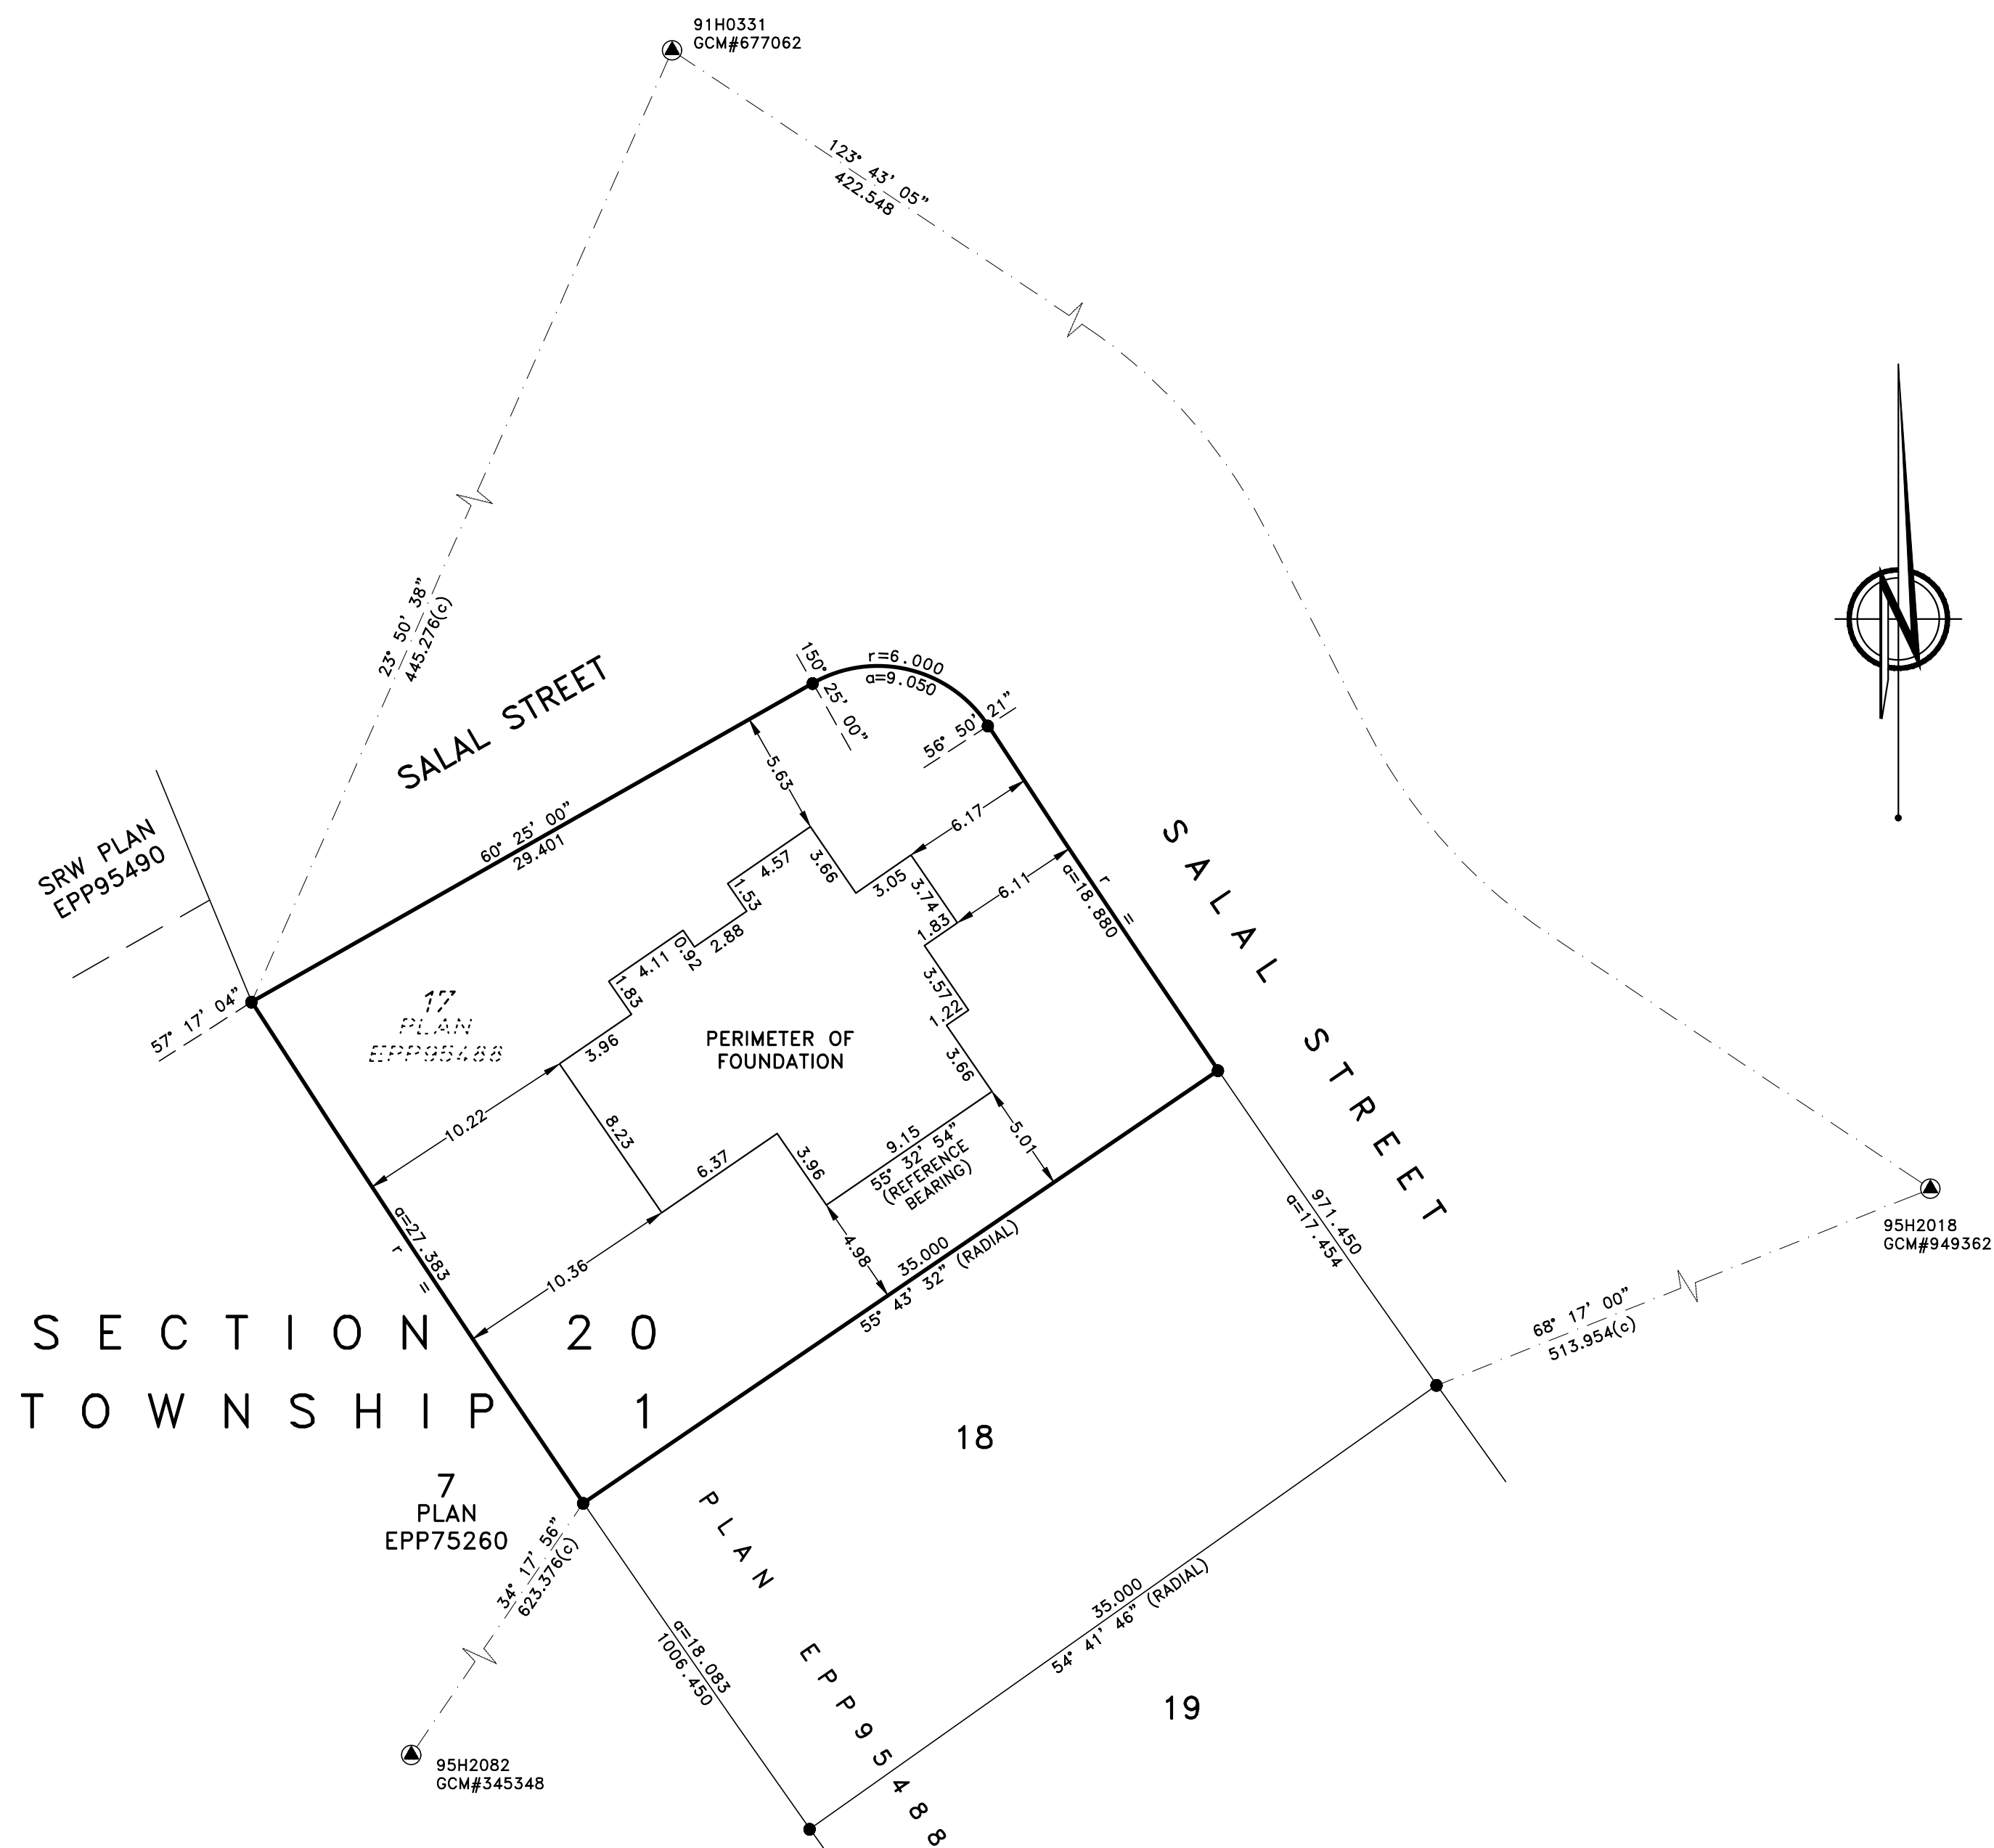 91H0331
GCM#677062
123° 43' 05"
422.548
23° 50' 38"
445.276(c)
SALAL STREET
150° 25' 00"
r=6.000
a=9.050
56° 50' 21"
5.63
60° 25' 00"
29.401
6.17
4.57
3.66
3.05
1.53
3.74
6.11
r =
a=18.880
SALAL STREET
SRW PLAN
EPP95490
1.83
2.88
0.92
4.11
1.83
3.57
1.22
57° 17' 04"
17
PLAN
EPP95488
PERIMETER OF
FOUNDATION
3.96
3.66
10.22
8.23
9.15
55° 32' 54"
(REFERENCE
BEARING)
5.01
6.37
3.96
4.98
a=27.383
r =
10.36
35.000
55° 43' 32" (RADIAL)
971.450
a=17.454
95H2018
GCM#949362
68° 17' 00"
513.954(c)
SECTION 20
TOWNSHIP 1
18
7
PLAN
EPP75260
34° 17' 56"
623.376(c)
PLAN EPP95488
35.000
54° 41' 46" (RADIAL)
a=18.083
1006.450
19
95H2082
GCM#345348
N